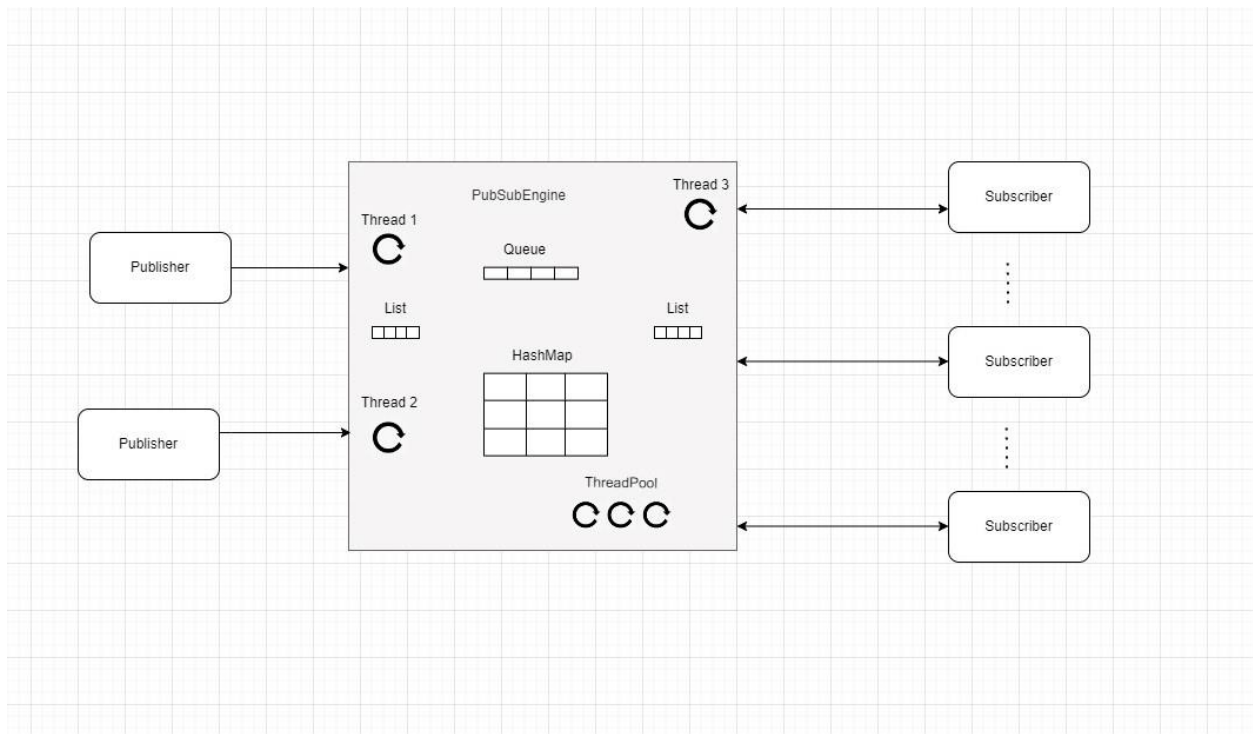 PubSubEngine
Thread 3
Subscriber
Thread 1
Queue
Publisher
List
List
HashMap
Subscriber
Thread 2
Publisher
ThreadPool
Subscriber